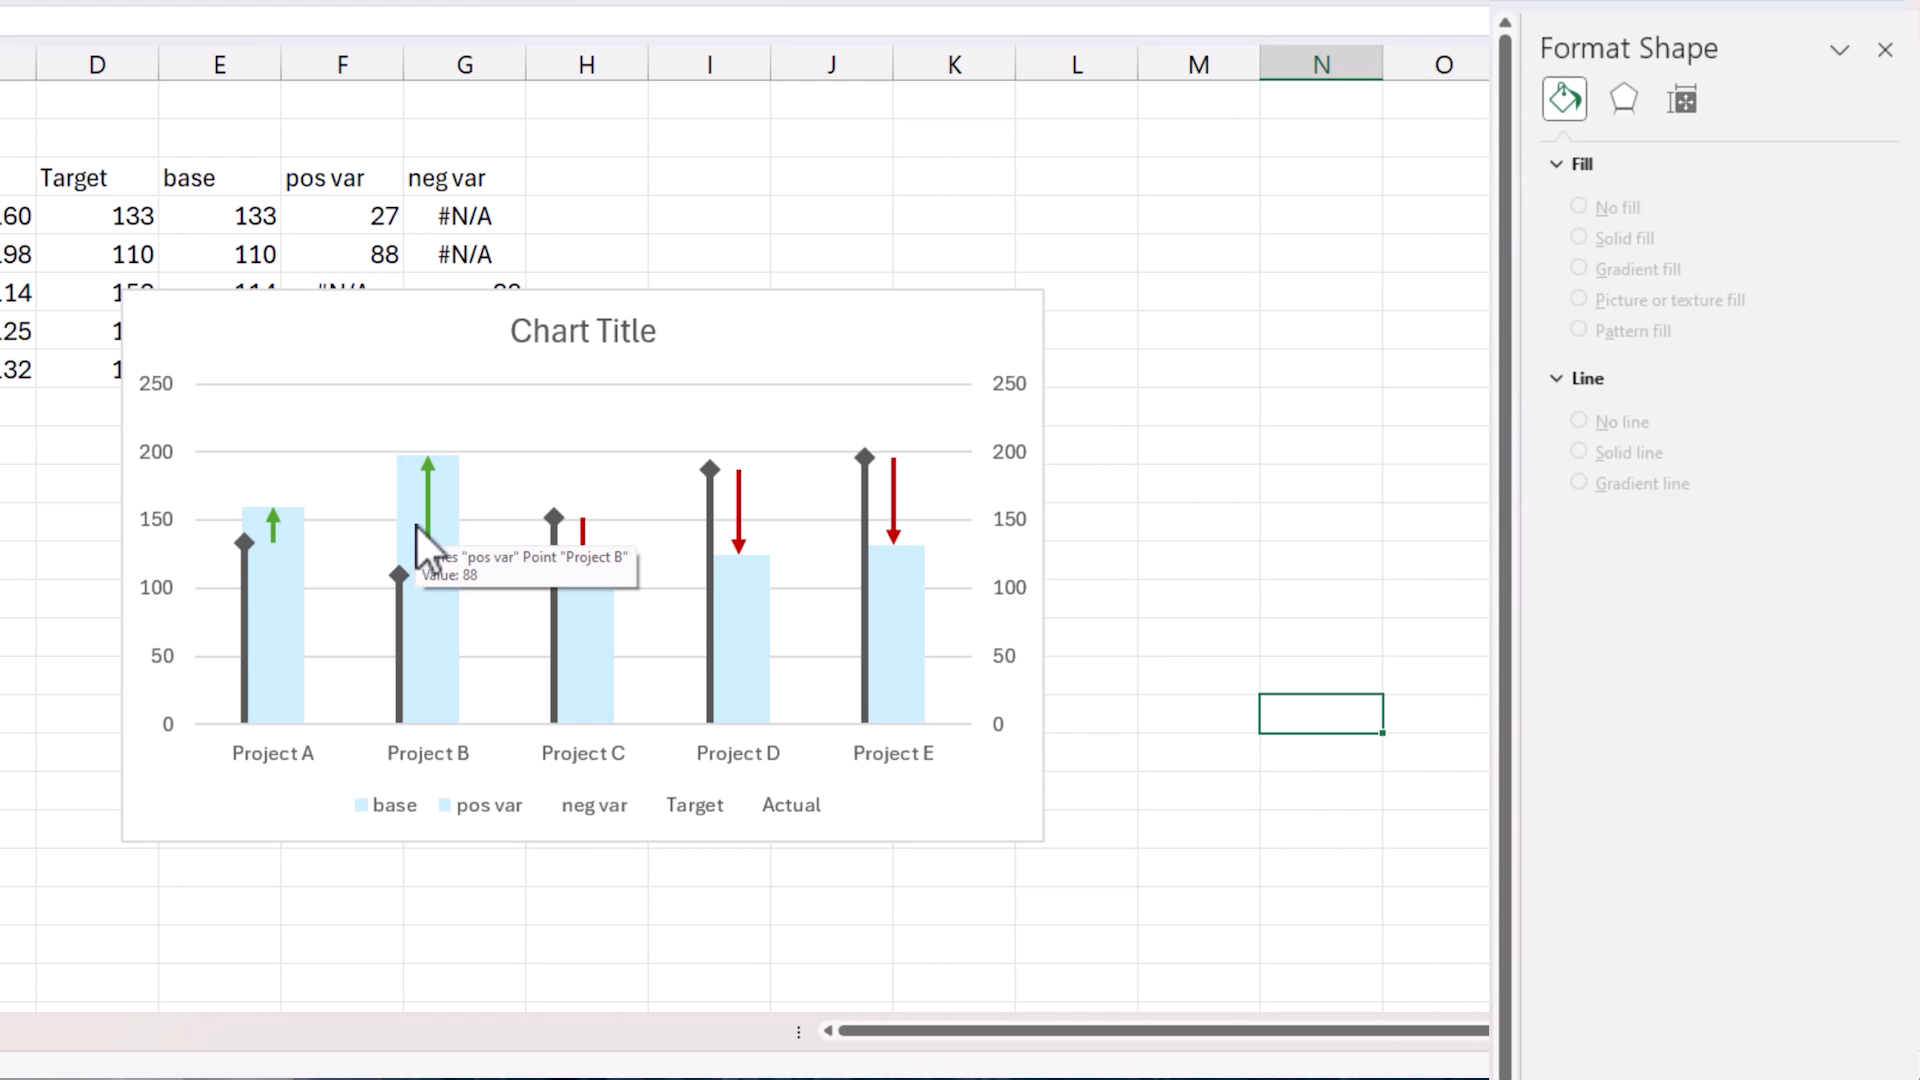 D E F G H I J K L M N O
Format Shape
Fill
No fill
Solid fill
Gradient fill
Picture or texture fill
Pattern fill
Line
No line
Solid line
Gradient line
Target base pos var neg var
60 133 133 27 #N/A
98 110 110 88 #N/A
14
25 1
32 1
Chart Title
250 250
200 200
150 150
100 100
50 50
0 0
"pos var" Point "Project B"
Value: 88
Project A Project B Project C Project D Project E
base pos var neg var Target Actual